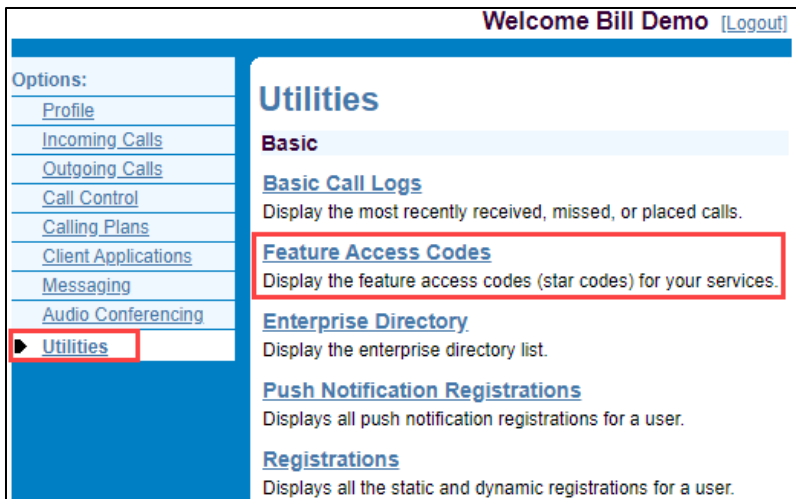 Welcome Bill Demo [Logout]
Options:
Profile
Incoming Calls
Outgoing Calls
Call Control
Calling Plans
Client Applications
Messaging
Audio Conferencing
Utilities
Utilities
Basic
Basic Call Logs
Display the most recently received, missed, or placed calls.
Feature Access Codes
Display the feature access codes (star codes) for your services.
Enterprise Directory
Display the enterprise directory list.
Push Notification Registrations
Displays all push notification registrations for a user.
Registrations
Displays all the static and dynamic registrations for a user.